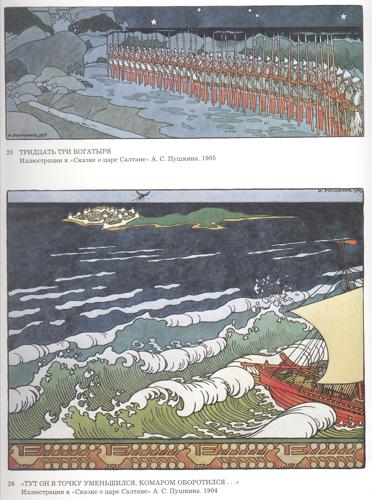 25 ТРИДЦАТЬ ТРИ БОГАТЫРЯ
Иллюстрация к «Сказке о царе Салтане» А. С. Пушкина. 1905
26 «ТУТ ОН В ТОЧКУ УМЕНЬШИЛСЯ, КОМАРОМ ОБОРОТИЛСЯ . . .»
Иллюстрация к «Сказке о царе Салтане» А. С. Пушкина. 1904